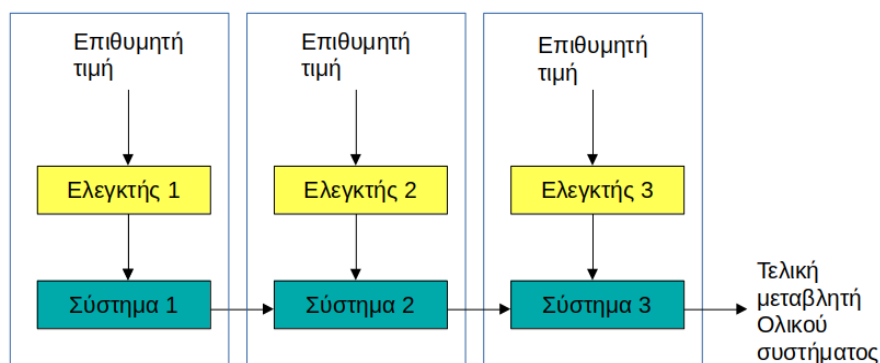 Επιθυμητή
τιμή
Επιθυμητή
τιμή
Επιθυμητή
τιμή
Ελεγκτής 1
Ελεγκτής 2
Ελεγκτής 3
Σύστημα 1
Σύστημα 2
Σύστημα 3
Τελική
μεταβλητή
Ολικού
συστήματος